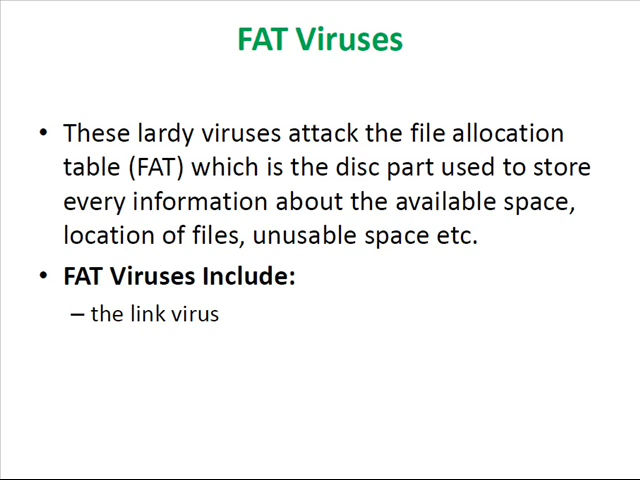 FAT Viruses
• These lardy viruses attack the file allocation
table (FAT) which is the disc part used to store
every information about the available space,
location of files, unusable space etc.
• FAT Viruses Include:
– the link virus